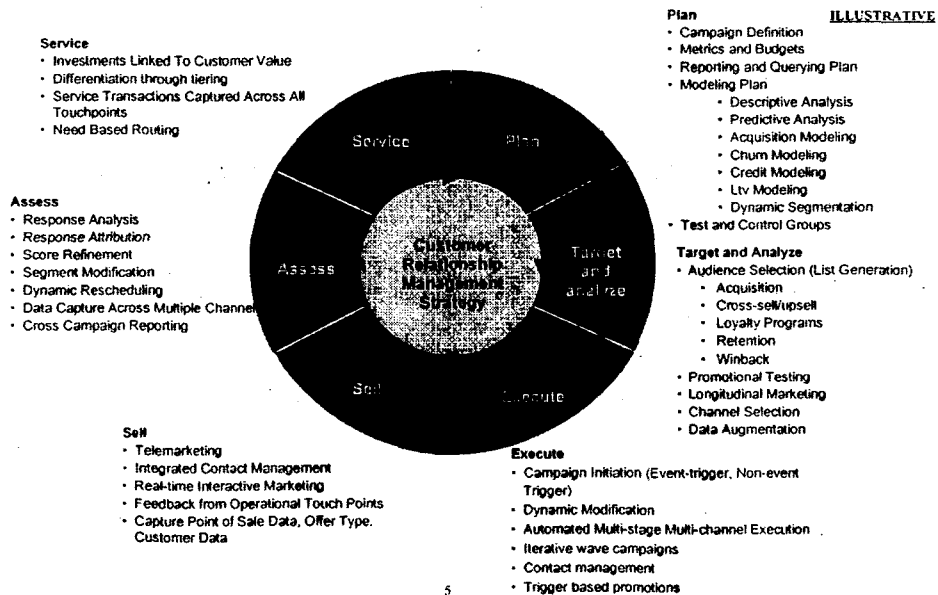 ILLUSTRATIVE
Plan
• Campaign Definition
• Metrics and Budgets
• Reporting and Querying Plan
• Modeling Plan
• Descriptive Analysis
• Predictive Analysis
• Acquisition Modeling
• Churn Modeling
• Credit Modeling
• Ltv Modeling
• Dynamic Segmentation
• Test and Control Groups
Service
• Investments Linked To Customer Value
• Differentiation through tiering
• Service Transactions Captured Across All
Touchpoints
• Need Based Routing
Service
Plan
Assess
Customer
Relationship
Management
Strategy
Target
and
analyze
Sell
Execute
Assess
• Response Analysis
• Response Attribution
• Score Refinement
• Segment Modification
• Dynamic Rescheduling
• Data Capture Across Multiple Channel
• Cross Campaign Reporting
Target and Analyze
• Audience Selection (List Generation)
• Acquisition
• Cross-sell/upsell
• Loyalty Programs
• Retention
• Winback
• Promotional Testing
• Longitudinal Marketing
• Channel Selection
• Data Augmentation
Sell
• Telemarketing
• Integrated Contact Management
• Real-time Interactive Marketing
• Feedback from Operational Touch Points
• Capture Point of Sale Data, Offer Type,
Customer Data
Execute
• Campaign Initiation (Event-trigger, Non-event
Trigger)
• Dynamic Modification
• Automated Multi-stage Multi-channel Execution
• Iterative wave campaigns
• Contact management
• Trigger based promotions
5